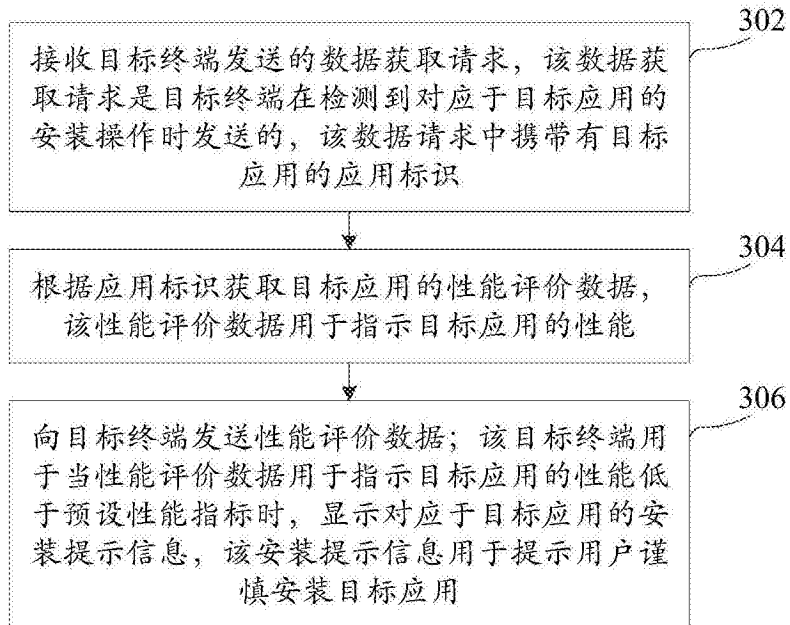 302
接收目标终端发送的数据获取请求，该数据获
取请求是目标终端在检测到对应于目标应用的
安装操作时发送的，该数据请求中携带有目标
应用的应用标识
304
根据应用标识获取目标应用的性能评价数据，
该性能评价数据用于指示目标应用的性能
306
向目标终端发送性能评价数据；该目标终端用
于当性能评价数据用于指示目标应用的性能低
于预设性能指标时，显示对应于目标应用的安
装提示信息，该安装提示信息用于提示用户谨
慎安装目标应用